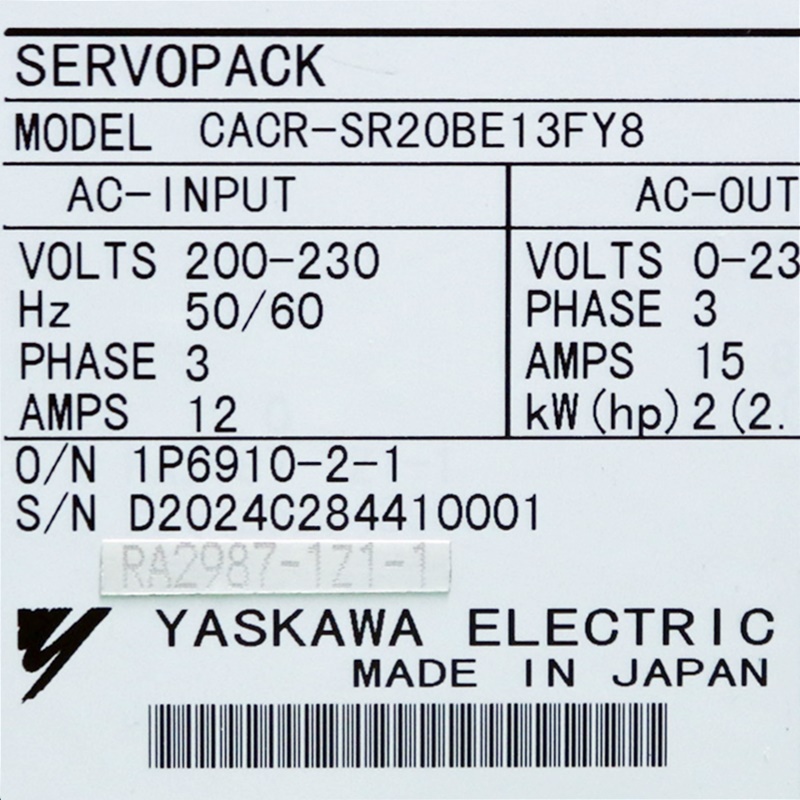 SERVOPACK
MODEL CACR-SR20BE13FY8
AC-INPUT AC-OUT
VOLTS 200-230 VOLTS 0-23
Hz 50/60 PHASE 3
PHASE 3 AMPS 15
AMPS 12 kW(hp) 2(2.
O/N 1P6910-2-1
S/N D2024C284410001
RA2987-1Z1-1
YASKAWA ELECTRIC
MADE IN JAPAN